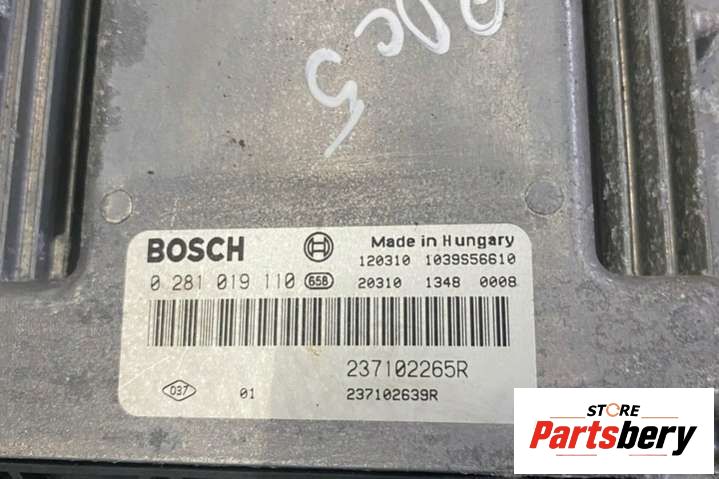 5
BOSCH
Made in Hungary
120310 1039S56610
0 281 019 110 658
20310 1348 0008
237102265R
037
01
237102639R
STORE
Partsbery